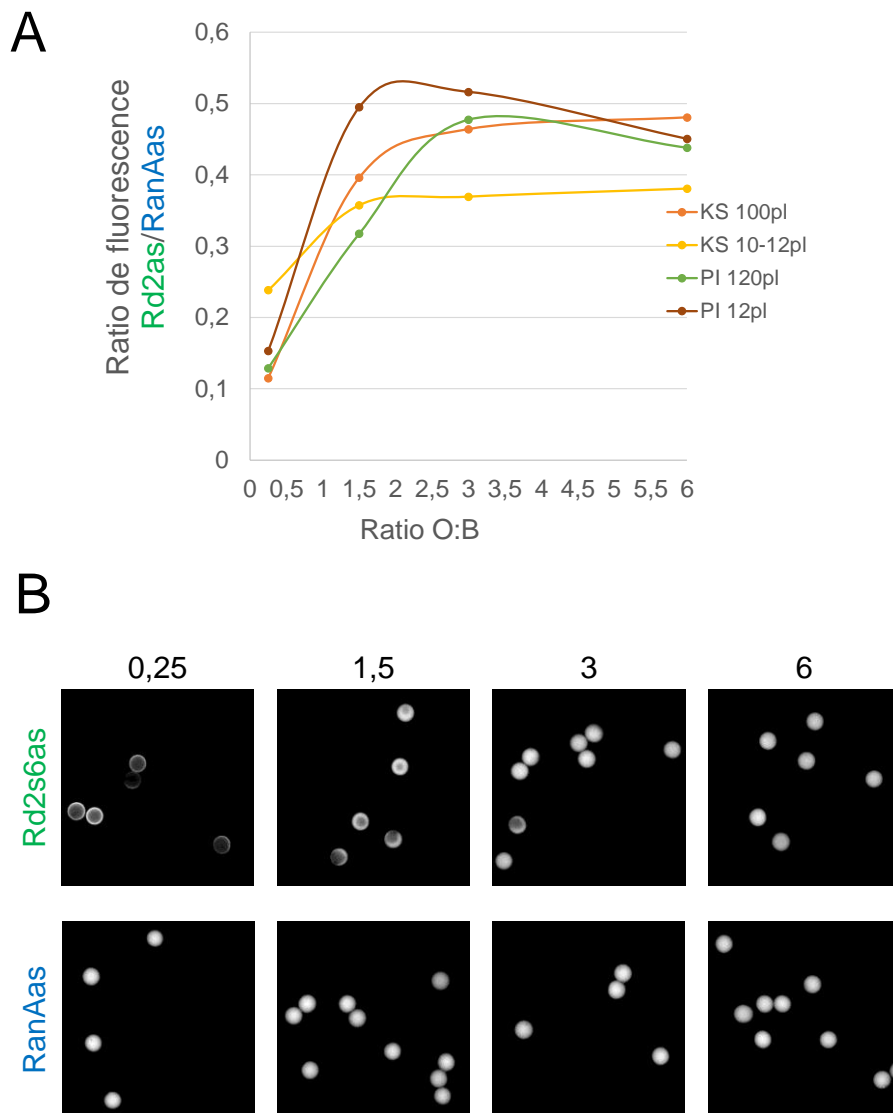 A
Ratio de fluorescence
Rd2as/RanAas
0,6
0,5
0,4
0,3
0,2
0,1
0
0 0,5 1 1,5 2 2,5 3 3,5 4 4,5 5 5,5 6
Ratio O:B
KS 100pl
KS 10-12pl
PI 120pl
PI 12pl
B
0,25 1,5 3 6
Rd2s6as
RanAas